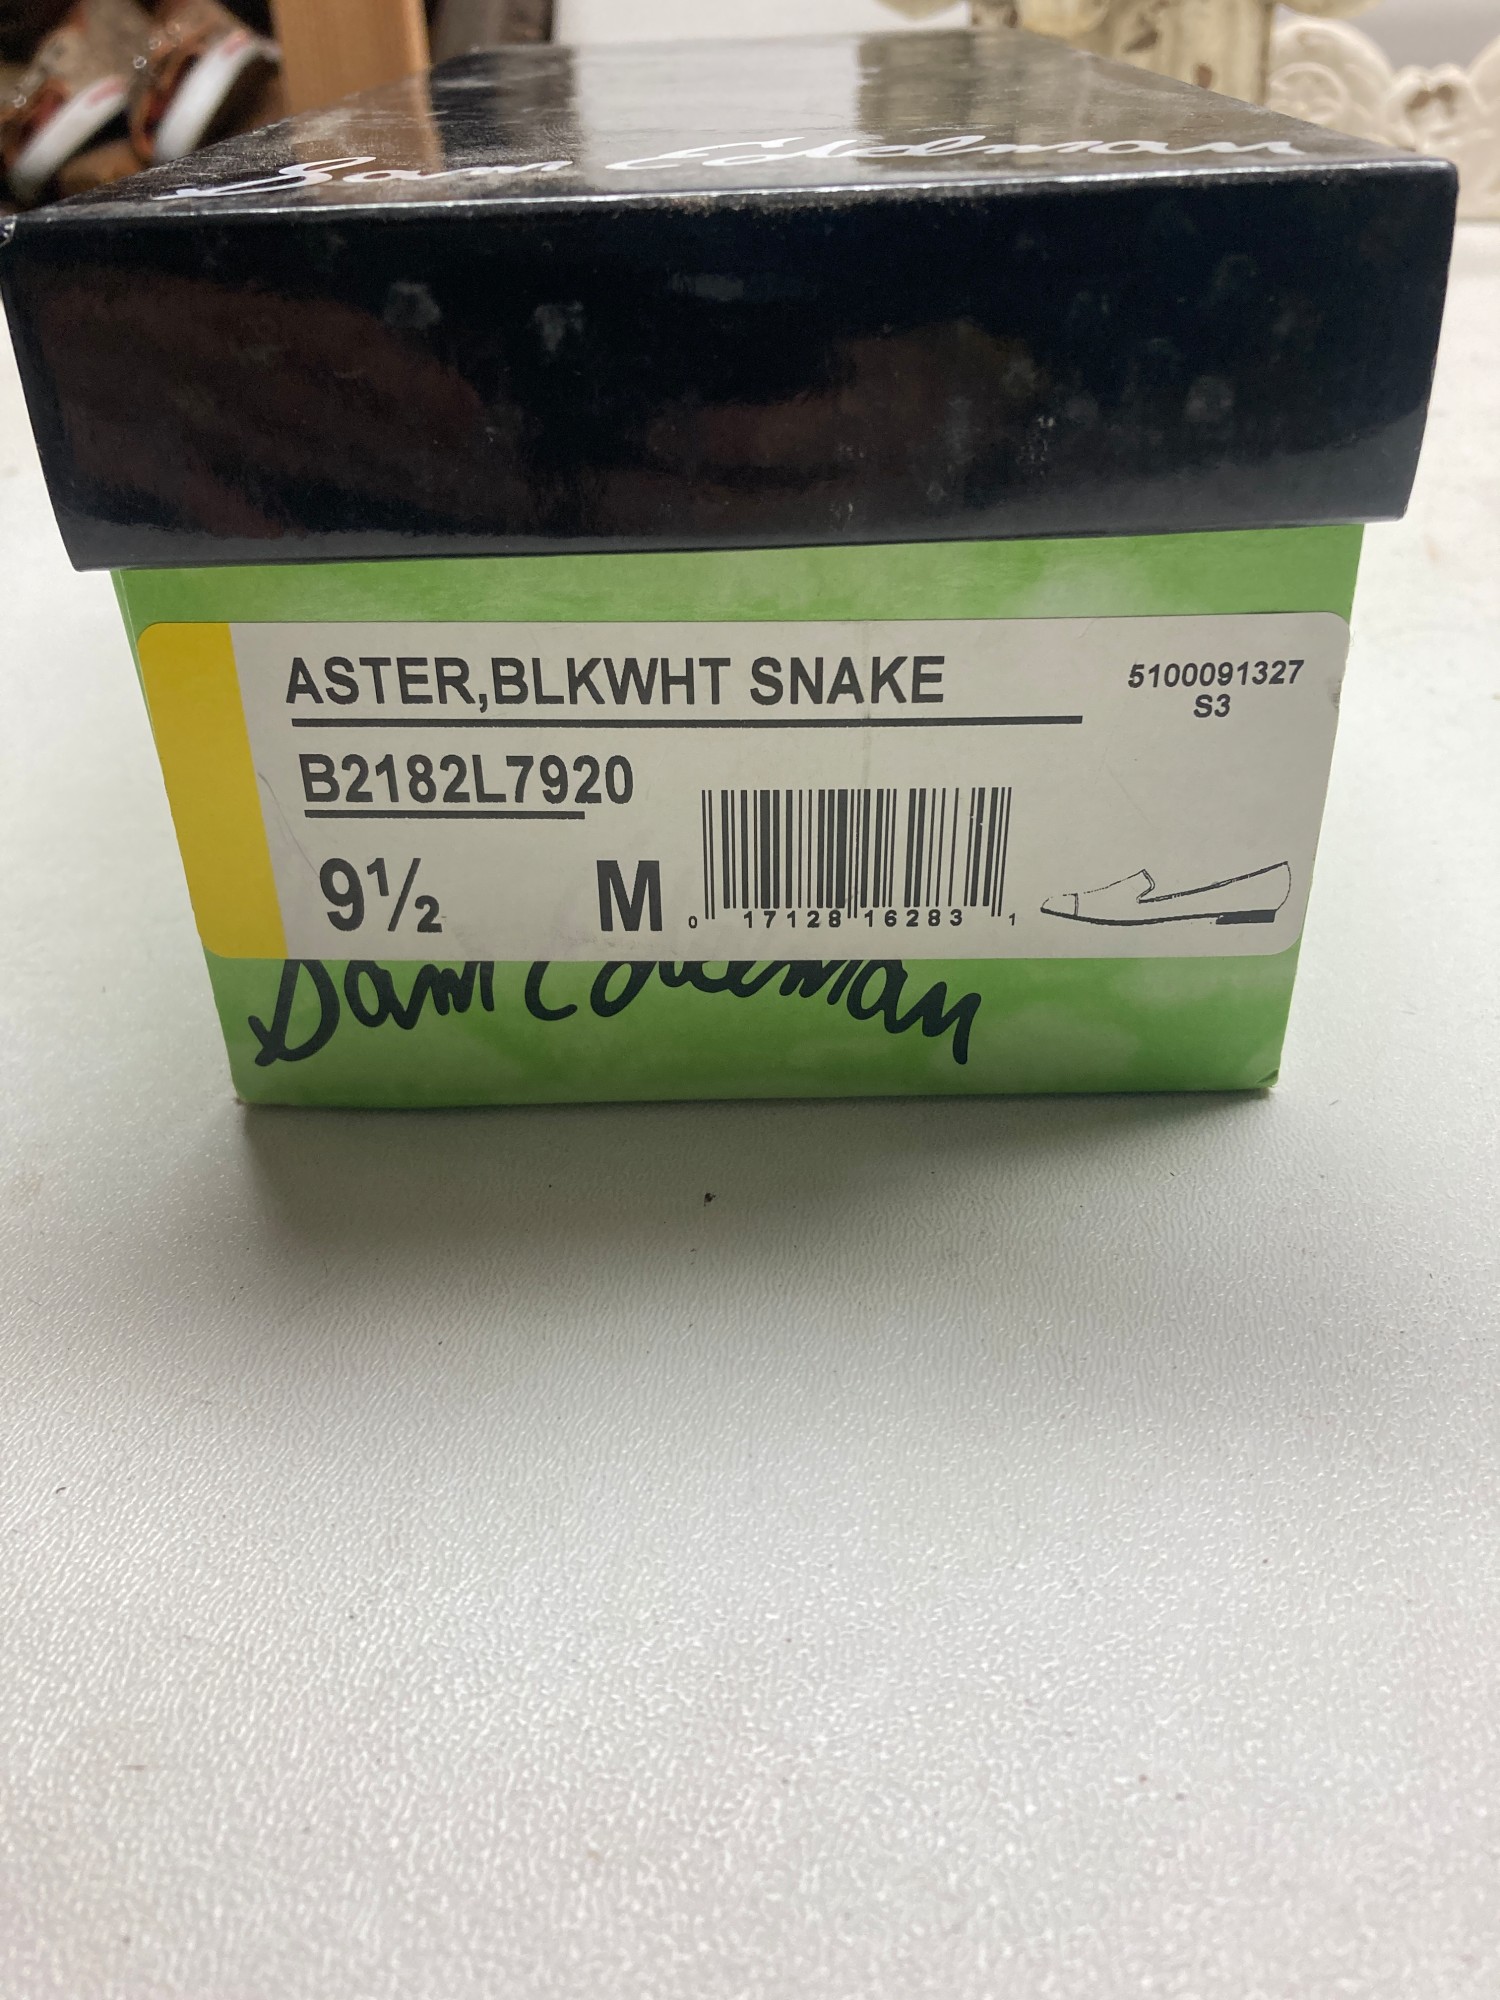 Sam Edelman
ASTER,BLKWHT SNAKE
5100091327
S3
B2182L7920
9½ M
0 17128 16283 1
Sam Edelman